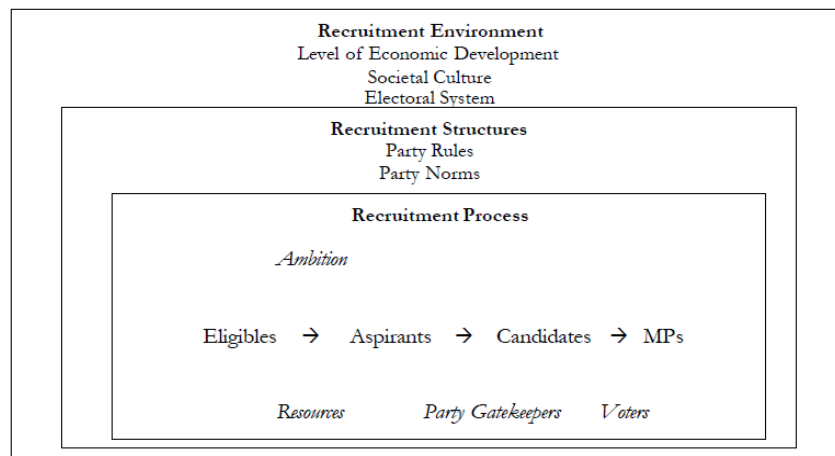 Recruitment Environment
Level of Economic Development
Societal Culture
Electoral System
Recruitment Structures
Party Rules
Party Norms
Recruitment Process
Ambition
Eligibles → Aspirants → Candidates → MPs
Resources Party Gatekeepers Voters